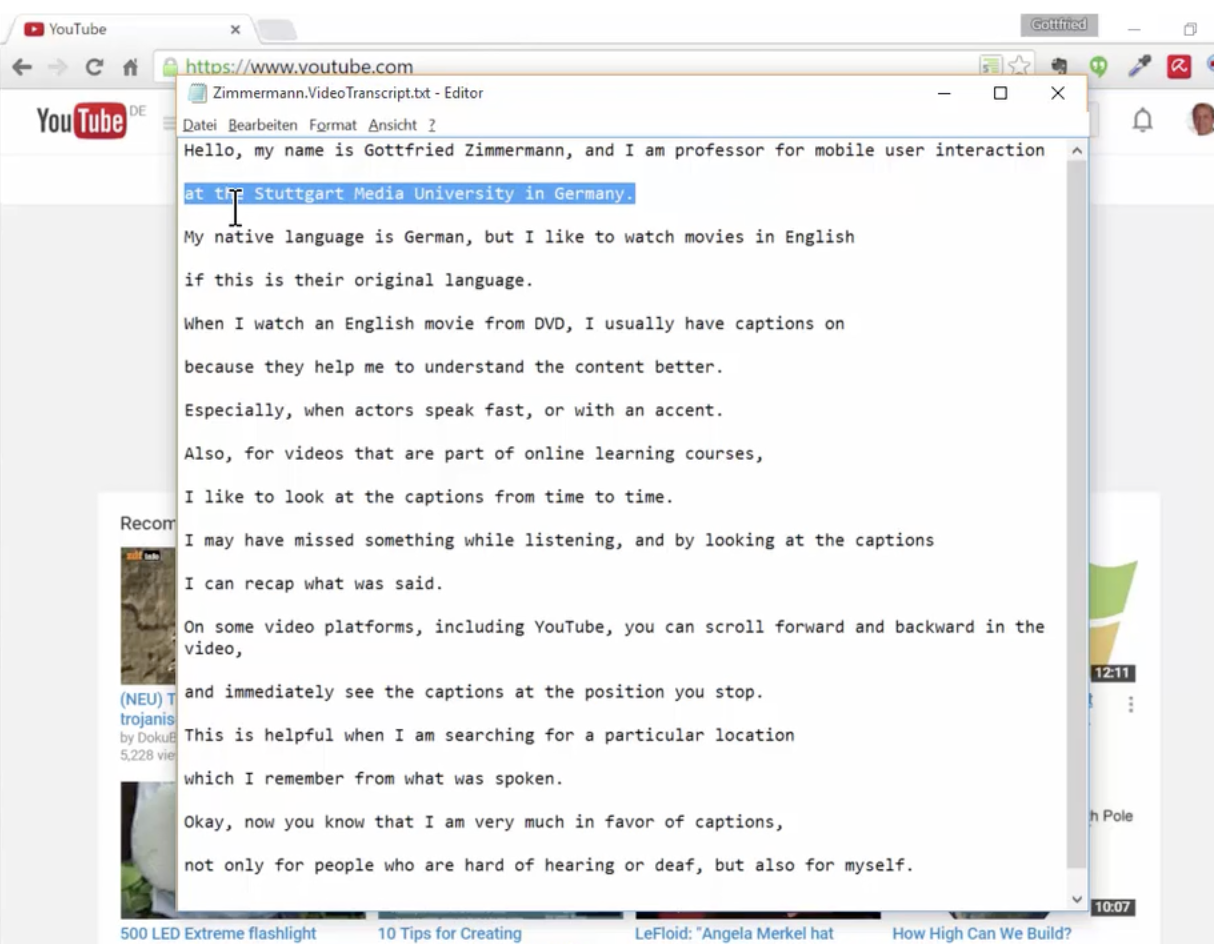 YouTube
Gottfried
https://www.youtube.com
Zimmermann.VideoTranscript.txt - Editor
YouTube DE
Datei Bearbeiten Format Ansicht ?
Hello, my name is Gottfried Zimmermann, and I am professor for mobile user interaction
at the Stuttgart Media University in Germany.
My native language is German, but I like to watch movies in English
if this is their original language.
When I watch an English movie from DVD, I usually have captions on
because they help me to understand the content better.
Especially, when actors speak fast, or with an accent.
Also, for videos that are part of online learning courses,
I like to look at the captions from time to time.
Recom
I may have missed something while listening, and by looking at the captions
zdf info
I can recap what was said.
On some video platforms, including YouTube, you can scroll forward and backward in the
video,
12:11
and immediately see the captions at the position you stop.
(NEU) T
trojanis
by DokuB
5,228 vie
This is helpful when I am searching for a particular location
which I remember from what was spoken.
Okay, now you know that I am very much in favor of captions,
h Pole
not only for people who are hard of hearing or deaf, but also for myself.
10:07
500 LED Extreme flashlight
10 Tips for Creating
LeFloid: "Angela Merkel hat
How High Can We Build?